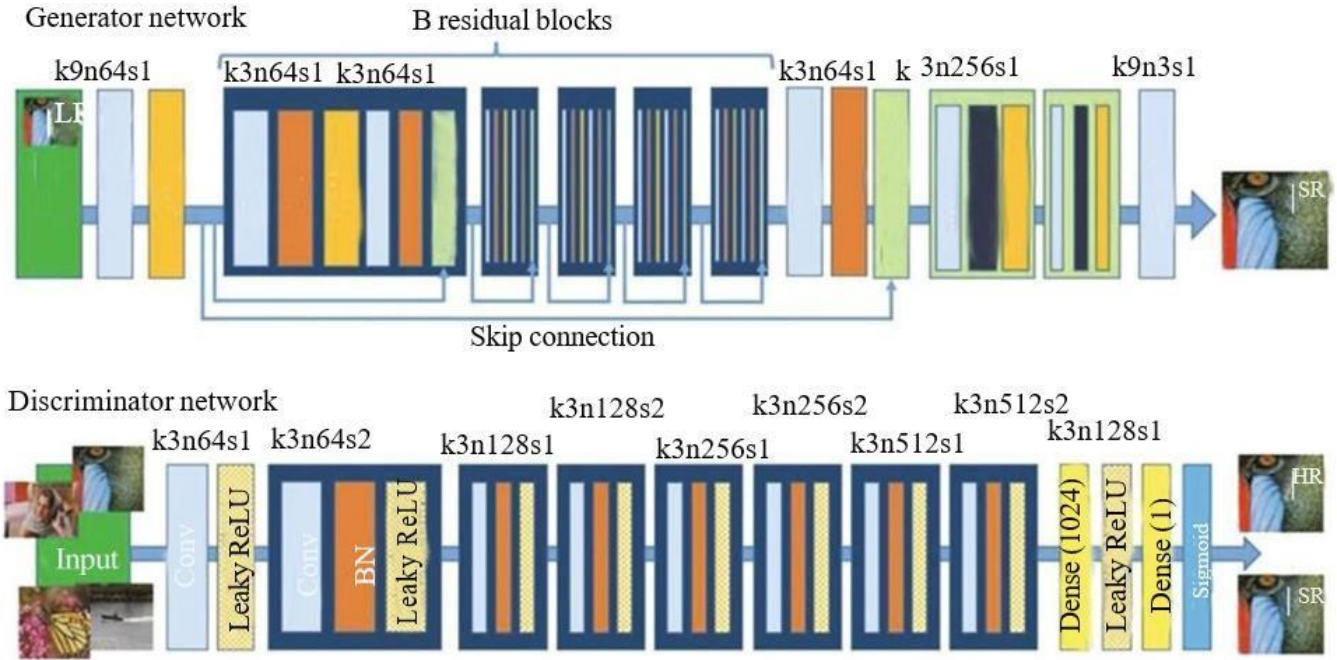 Generator network
B residual blocks
k9n64s1
k3n64s1 k3n64s1
k3n64s1 k 3n256s1
k9n3s1
LR
SR
Skip connection
Discriminator network
k3n64s1
k3n64s2
k3n128s1
k3n128s2
k3n256s1
k3n256s2
k3n512s1
k3n512s2
k3n128s1
Input
Conv
Leaky ReLU
Conv
BN
Leaky ReLU
Dense (1024)
Leaky ReLU
Dense (1)
Sigmoid
HR
SR